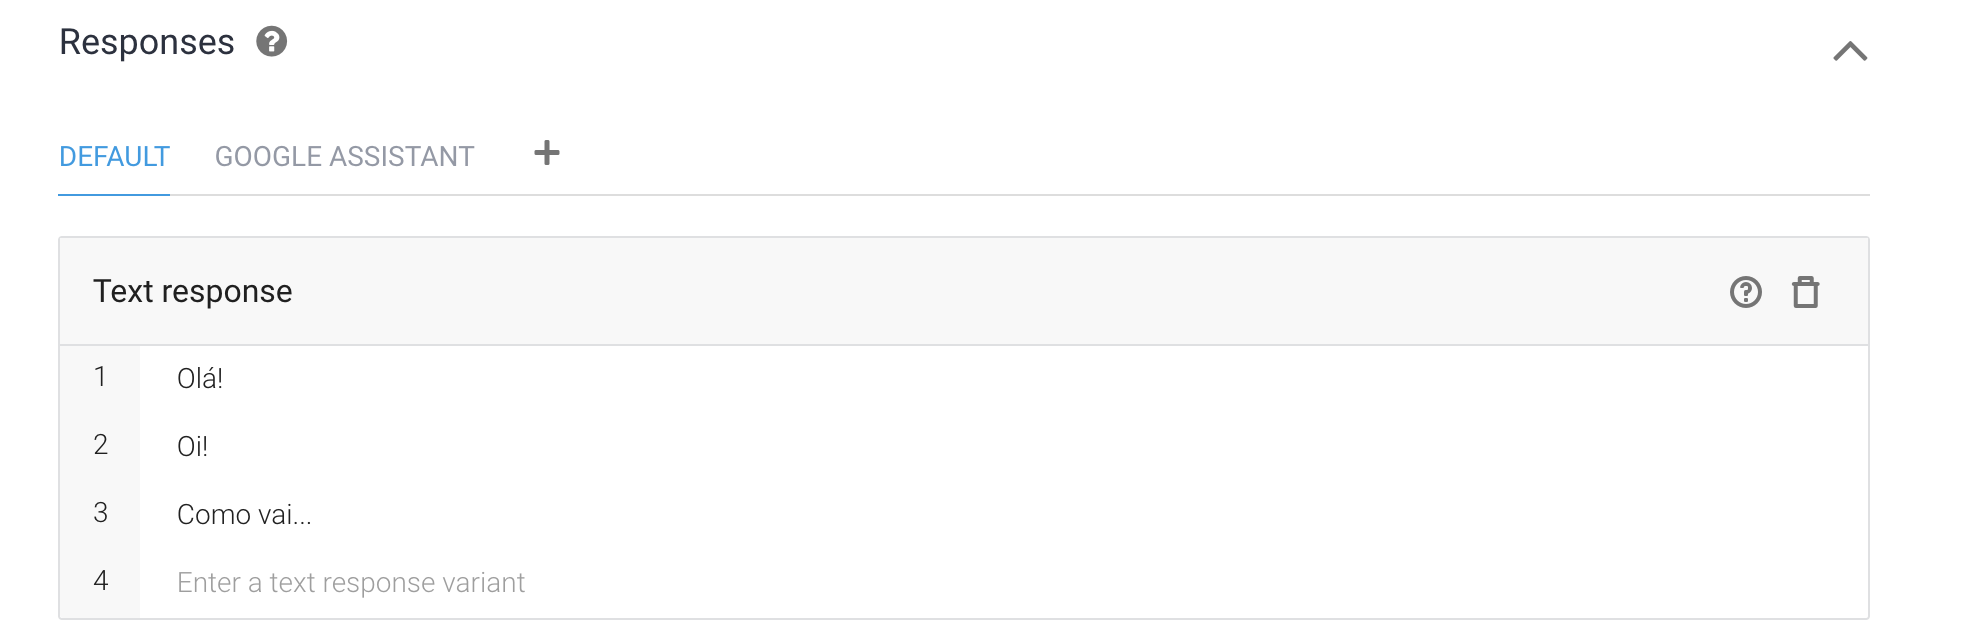 Responses
DEFAULT GOOGLE ASSISTANT
Text response
1 Olá!
2 Oi!
3 Como vai...
4 Enter a text response variant